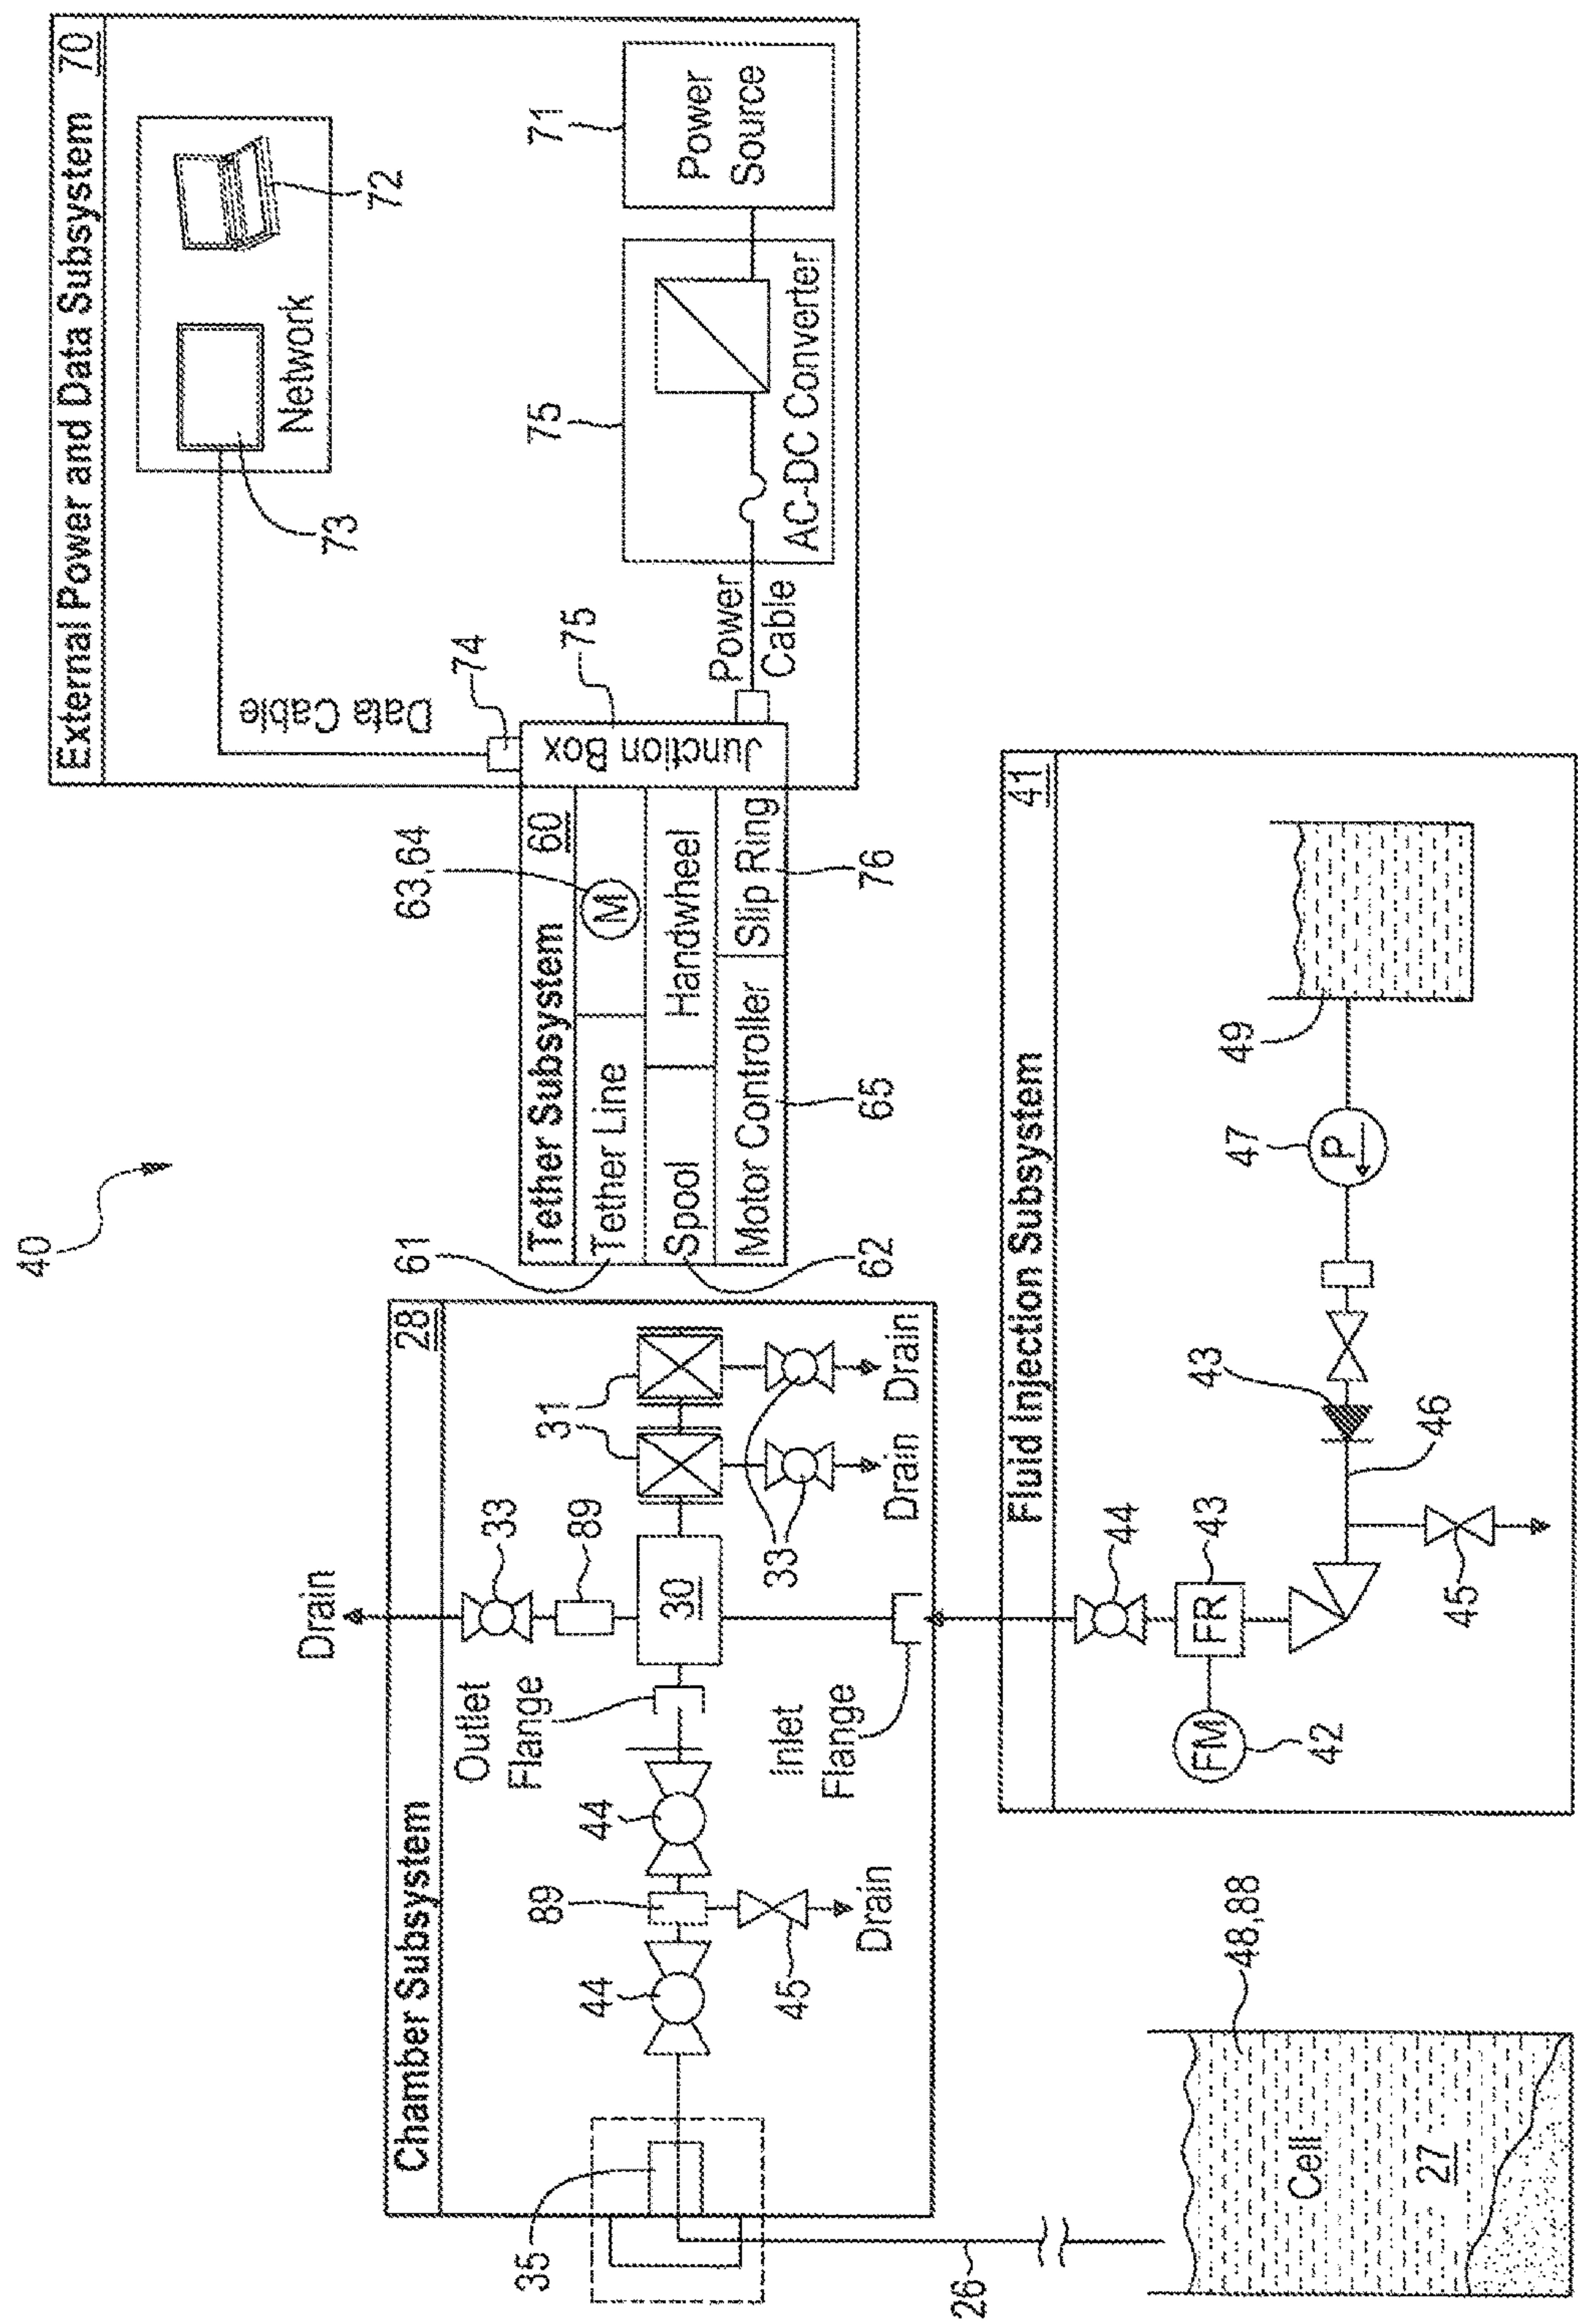 40
External Power and Data Subsystem 70
72
73
Network
Data Cable
74
75
Junction Box
Power
Cable
75
AC-DC Converter
71
Power
Source
Tether Subsystem 60
63,64
61
Tether Line
M
Spool
Handwheel
62
Motor Controller
Slip Ring
65
76
Chamber Subsystem 28
Drain
33
89
30
31
33
Drain
Drain
Outlet
Flange
Inlet
Flange
44
89
44
45
Drain
35
26
Fluid Injection Subsystem 41
44
43
FR
FM
42
45
46
43
47
P
49
48,88
Cell
27